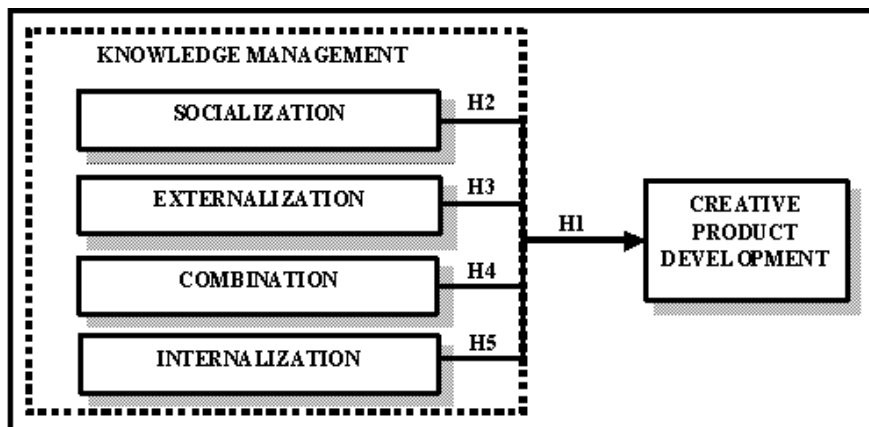 KNOWLEDGE MANAGEMENT
SOCIALIZATION
H2
EXTERNALIZATION
H3
COMBINATION
H4
INTERNALIZATION
H5
H1
CREATIVE
PRODUCT
DEVELOPMENT